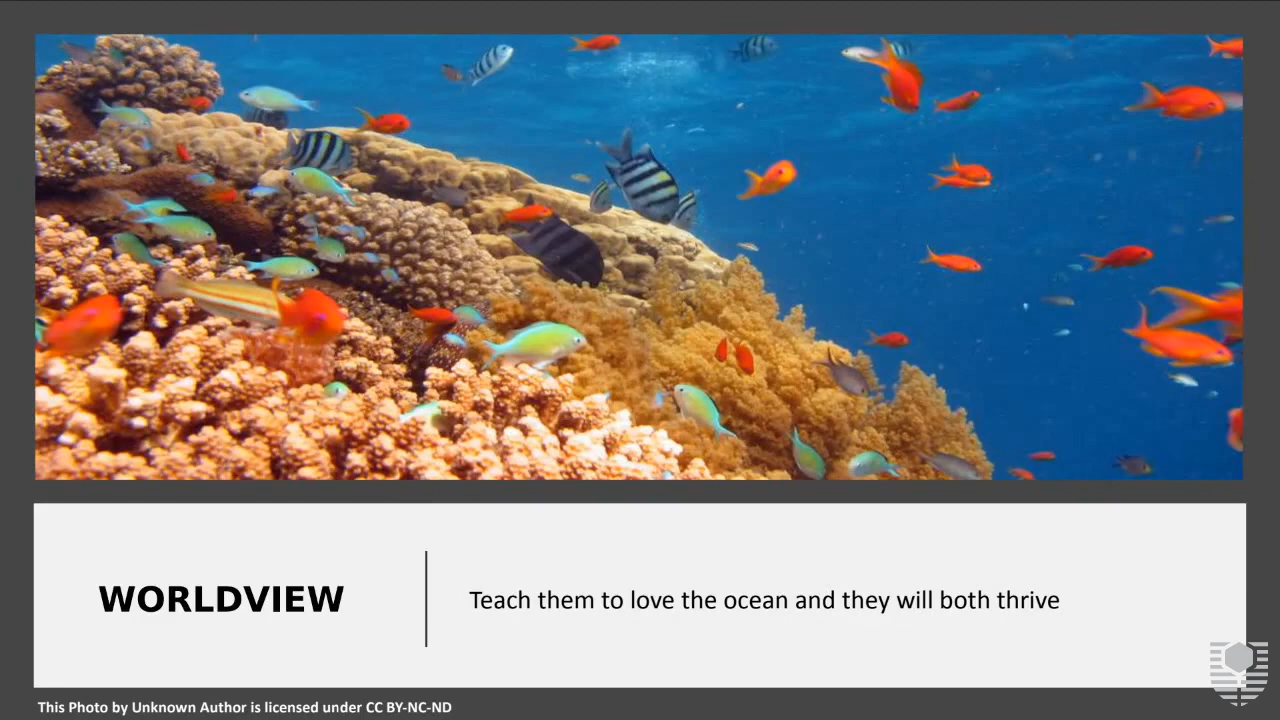 WORLDVIEW
Teach them to love the ocean and they will both thrive
This Photo by Unknown Author is licensed under CC BY-NC-ND